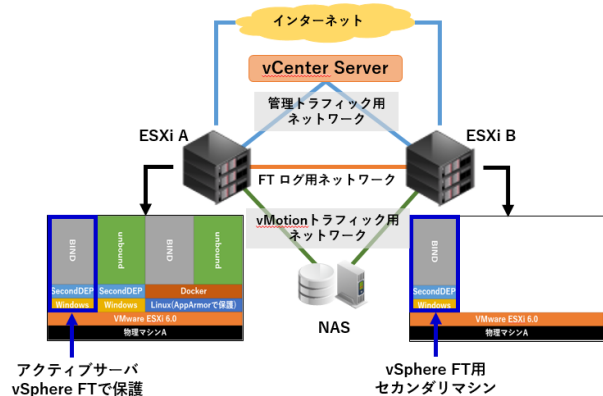 インターネット
vCenter Server
管理トラフィック用
ネットワーク
ESXi A
ESXi B
FT ログ用ネットワーク
vMotionトラフィック用
ネットワーク
NAS
BIND
unbound
BIND
unbound
SecondDEP
SecondDEP
Docker
Windows
Windows
Linux(AppArmorで保護)
VMware ESXi 6.0
物理マシンA
BIND
SecondDEP
Windows
VMware ESXi 6.0
物理マシンA
アクティブサーバ
vSphere FTで保護
vSphere FT用
セカンダリマシン